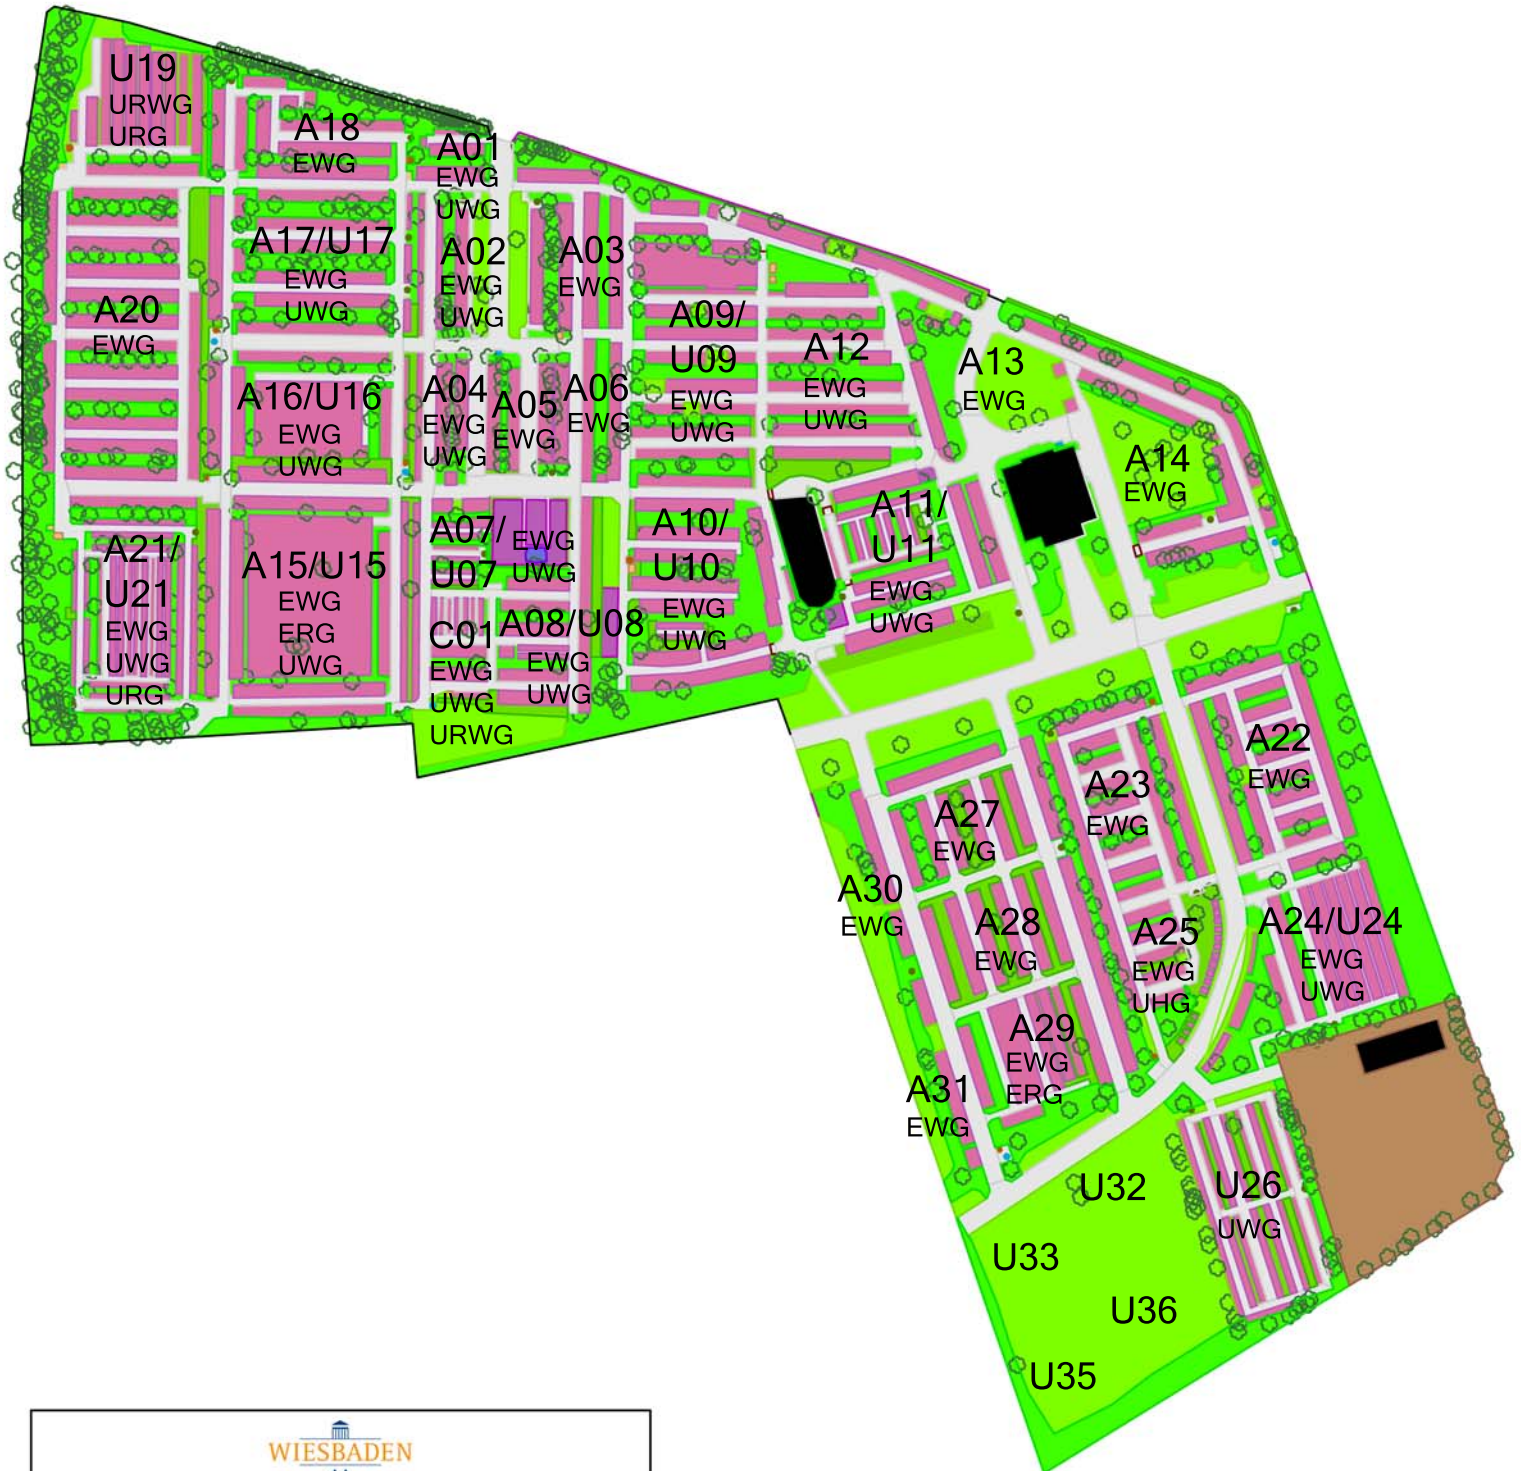 U19
URWG
URG
A18
EWG
A01
EWG
UWG
A17/U17
EWG
UWG
A02
EWG
UWG
A03
EWG
A20
EWG
A09/
U09
EWG
UWG
A12
EWG
UWG
A13
EWG
A16/U16
EWG
UWG
A04
EWG
UWG
A05
EWG
A06
EWG
A14
EWG
A07/
U07
EWG
UWG
A10/
U10
EWG
UWG
A11/
U11
EWG
UWG
A21/
U21
EWG
UWG
URG
A15/U15
EWG
ERG
UWG
C01
EWG
UWG
URWG
A08/U08
EWG
UWG
A22
EWG
A23
EWG
A27
EWG
A30
EWG
A28
EWG
A25
EWG
UHG
A24/U24
EWG
UWG
A29
EWG
ERG
A31
EWG
U32
U26
UWG
U33
U36
U35
WIESBADEN